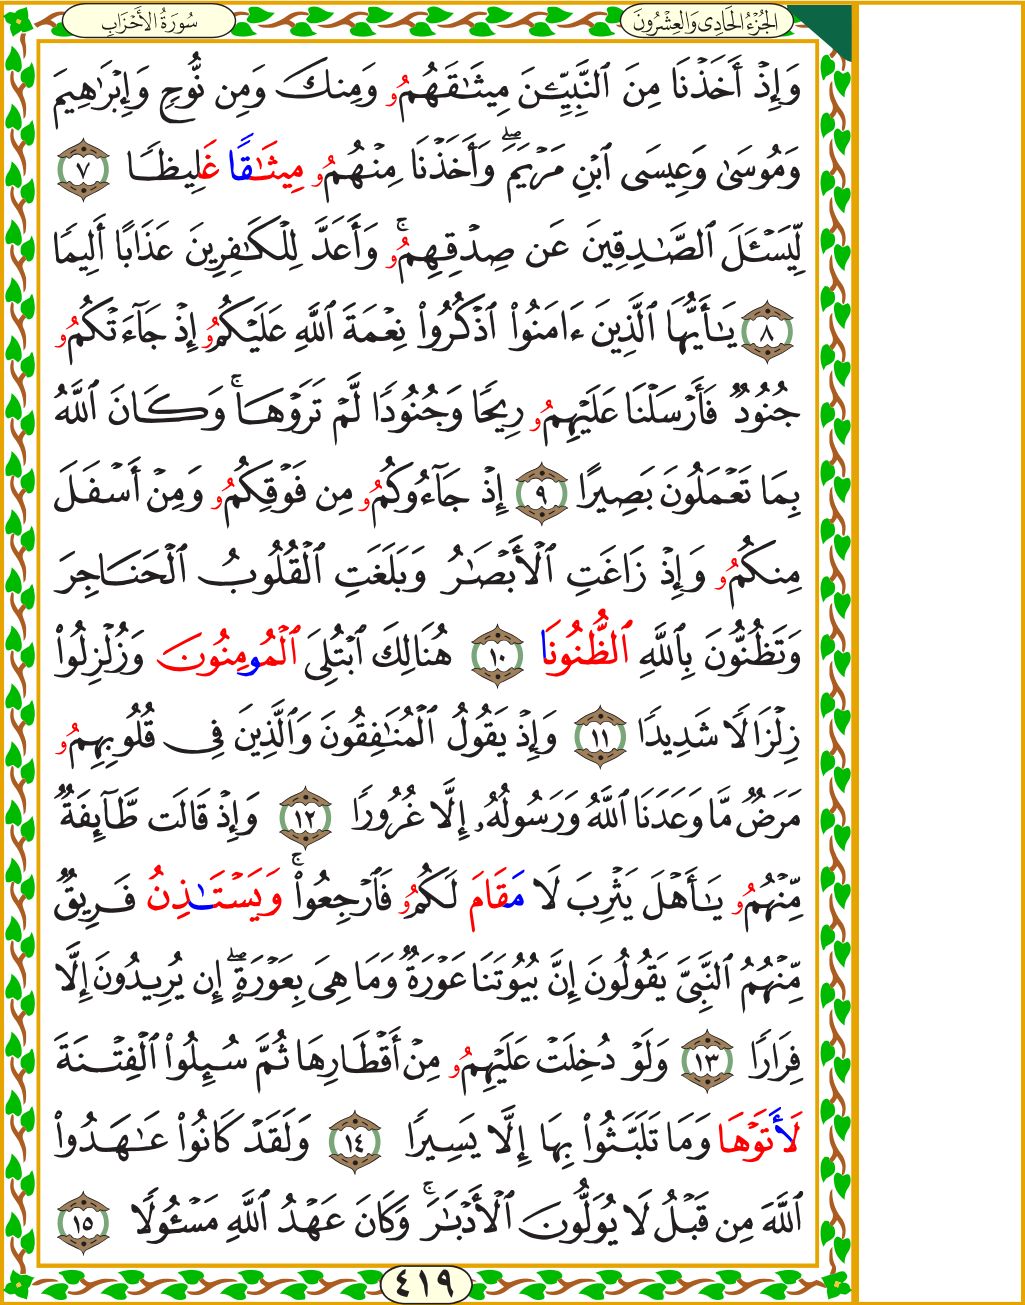 الجُزْءُ الحَادِى وَالعِشْرُونَ
سُورَةُ الأَحْزَابِ
وَإِذْ أَخَذْنَا مِنَ ٱلنَّبِيِّـۧنَ مِيثَٰقَهُمُۥ وَمِنكَ وَمِن نُّوحٍ وَإِبْرَٰهِيمَ
وَمُوسَىٰ وَعِيسَى ٱبْنِ مَرْيَمَۖ وَأَخَذْنَا مِنْهُمُۥ مِيثَٰقًا غَلِيظًا ٧
لِّيَسْـَٔلَ ٱلصَّٰدِقِينَ عَن صِدْقِهِمُۥۚ وَأَعَدَّ لِلْكَٰفِرِينَ عَذَابًا أَلِيمًا
٨ يَٰٓأَيُّهَا ٱلَّذِينَ ءَامَنُوا۟ ٱذْكُرُوا۟ نِعْمَةَ ٱللَّهِ عَلَيْكُمُۥ إِذْ جَآءَتْكُمُۥ
جُنُودٌ فَأَرْسَلْنَا عَلَيْهِمُۥ رِيحًا وَجُنُودًا لَّمْ تَرَوْهَاۚ وَكَانَ ٱللَّهُ
بِمَا تَعْمَلُونَ بَصِيرًا ٩ إِذْ جَآءُوكُمُۥ مِن فَوْقِكُمُۥ وَمِنْ أَسْفَلَ
مِنكُمُۥ وَإِذْ زَاغَتِ ٱلْأَبْصَٰرُ وَبَلَغَتِ ٱلْقُلُوبُ ٱلْحَنَاجِرَ
وَتَظُنُّونَ بِٱللَّهِ ٱلظُّنُونَا ١٠ هُنَالِكَ ٱبْتُلِىَ ٱلْمُومِنُونَ وَزُلْزِلُوا۟
زِلْزَالًا شَدِيدًا ١١ وَإِذْ يَقُولُ ٱلْمُنَٰفِقُونَ وَٱلَّذِينَ فِى قُلُوبِهِمُۥ
مَرَضٌ مَّا وَعَدَنَا ٱللَّهُ وَرَسُولُهُۥٓ إِلَّا غُرُورًا ١٢ وَإِذْ قَالَت طَّآئِفَةٌ
مِّنْهُمُۥ يَٰٓأَهْلَ يَثْرِبَ لَا مَقَامَ لَكُمُۥ فَٱرْجِعُوا۟ۚ وَيَسْتَـٰذِنُ فَرِيقٌ
مِّنْهُمُ ٱلنَّبِىَّ يَقُولُونَ إِنَّ بُيُوتَنَا عَوْرَةٌ وَمَا هِىَ بِعَوْرَةٍۖ إِن يُرِيدُونَ إِلَّا
فِرَارًا ١٣ وَلَوْ دُخِلَتْ عَلَيْهِمُۥ مِنْ أَقْطَارِهَا ثُمَّ سُئِلُوا۟ ٱلْفِتْنَةَ
لَأَتَوْهَا وَمَا تَلَبَّثُوا۟ بِهَا إِلَّا يَسِيرًا ١٤ وَلَقَدْ كَانُوا۟ عَٰهَدُوا۟
ٱللَّهَ مِن قَبْلُ لَا يُوَلُّونَ ٱلْأَدْبَٰرَۚ وَكَانَ عَهْدُ ٱللَّهِ مَسْـُٔولًا ١٥
٤١٩